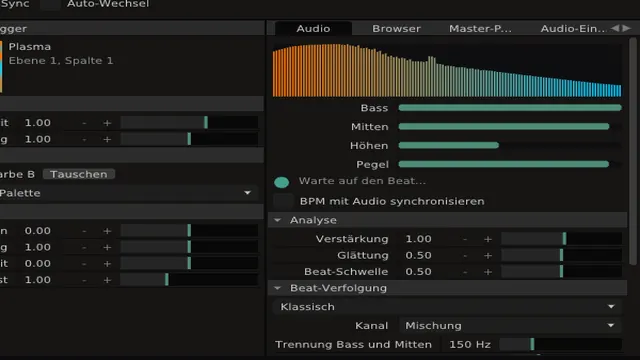 Sync Auto-Wechsel
gger
Plasma
Ebene 1, Spalte 1
it 1.00 - +
g 1.00 - +
arbe B Tauschen
Palette
n 0.00 - +
g 1.00 - +
it 0.00 - +
st 1.00 - +
Audio Browser Master-P... Audio-Ein...
Bass
Mitten
Höhen
Pegel
Warte auf den Beat...
BPM mit Audio synchronisieren
Analyse
Verstärkung 1.00 - +
Glättung 0.50 - +
Beat-Schwelle 0.50 - +
Beat-Verfolgung
Klassisch
Kanal Mischung
Trennung Bass und Mitten 150 Hz - +